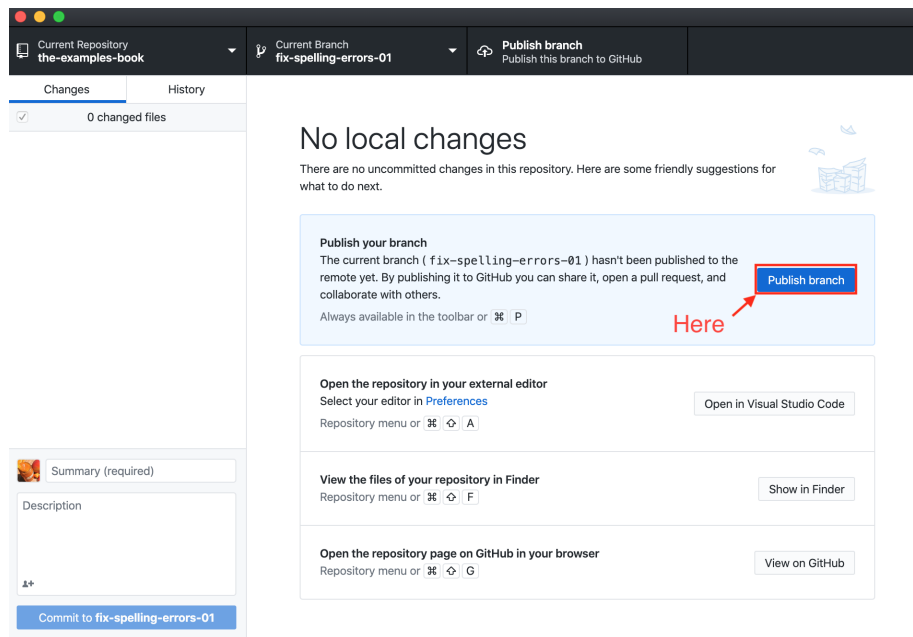 Current Repository
the-examples-book
Current Branch
fix-spelling-errors-01
Publish branch
Publish this branch to GitHub
Changes
History
0 changed files
No local changes
There are no uncommitted changes in this repository. Here are some friendly suggestions for
what to do next.
Publish your branch
The current branch ( fix-spelling-errors-01 ) hasn't been published to the
remote yet. By publishing it to GitHub you can share it, open a pull request, and
collaborate with others.
Always available in the toolbar or ⌘ P
Publish branch
Here
Open the repository in your external editor
Select your editor in Preferences
Repository menu or ⌘ ⇧ A
Open in Visual Studio Code
View the files of your repository in Finder
Repository menu or ⌘ ⇧ F
Show in Finder
Open the repository page on GitHub in your browser
Repository menu or ⌘ ⇧ G
View on GitHub
Summary (required)
Description
Commit to fix-spelling-errors-01